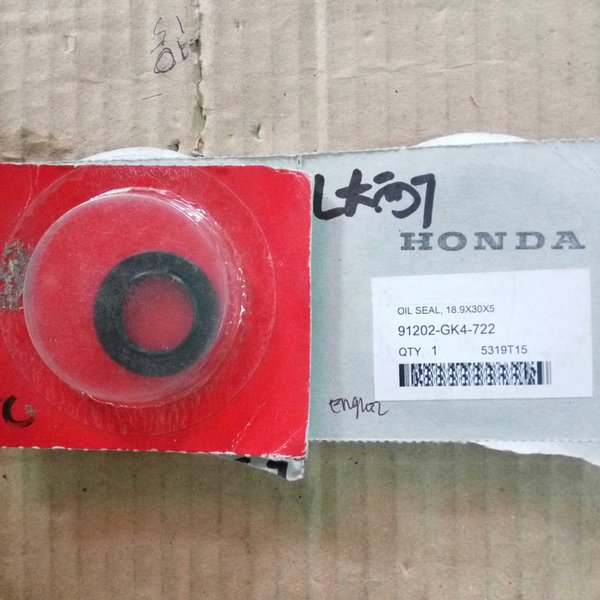 HONDA
OIL SEAL, 18.9X30X5
91202-GK4-722
QTY 1 5319T15